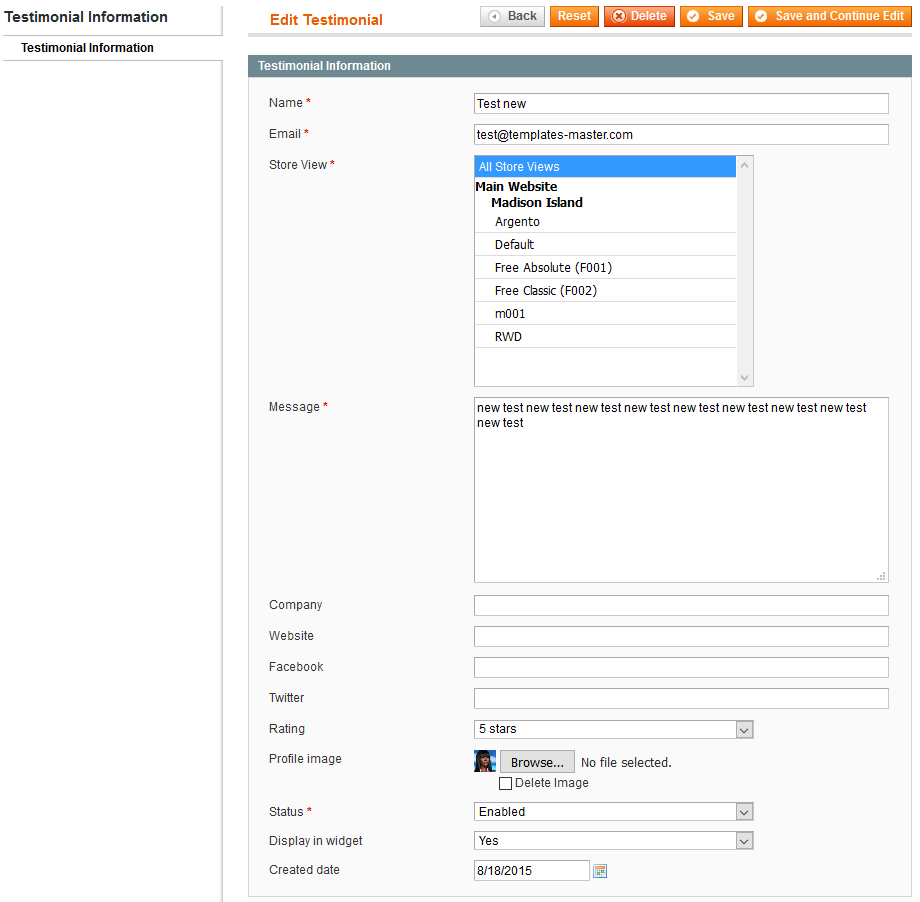 Testimonial Information
Testimonial Information
Edit Testimonial
Back Reset Delete Save Save and Continue Edit
Testimonial Information
Name * Test new
Email * test@templates-master.com
Store View * All Store Views
Main Website
Madison Island
Argento
Default
Free Absolute (F001)
Free Classic (F002)
m001
RWD
Message * new test new test new test new test new test new test new test new test
new test
Company
Website
Facebook
Twitter
Rating 5 stars
Profile image Browse... No file selected.
Delete Image
Status * Enabled
Display in widget Yes
Created date 8/18/2015